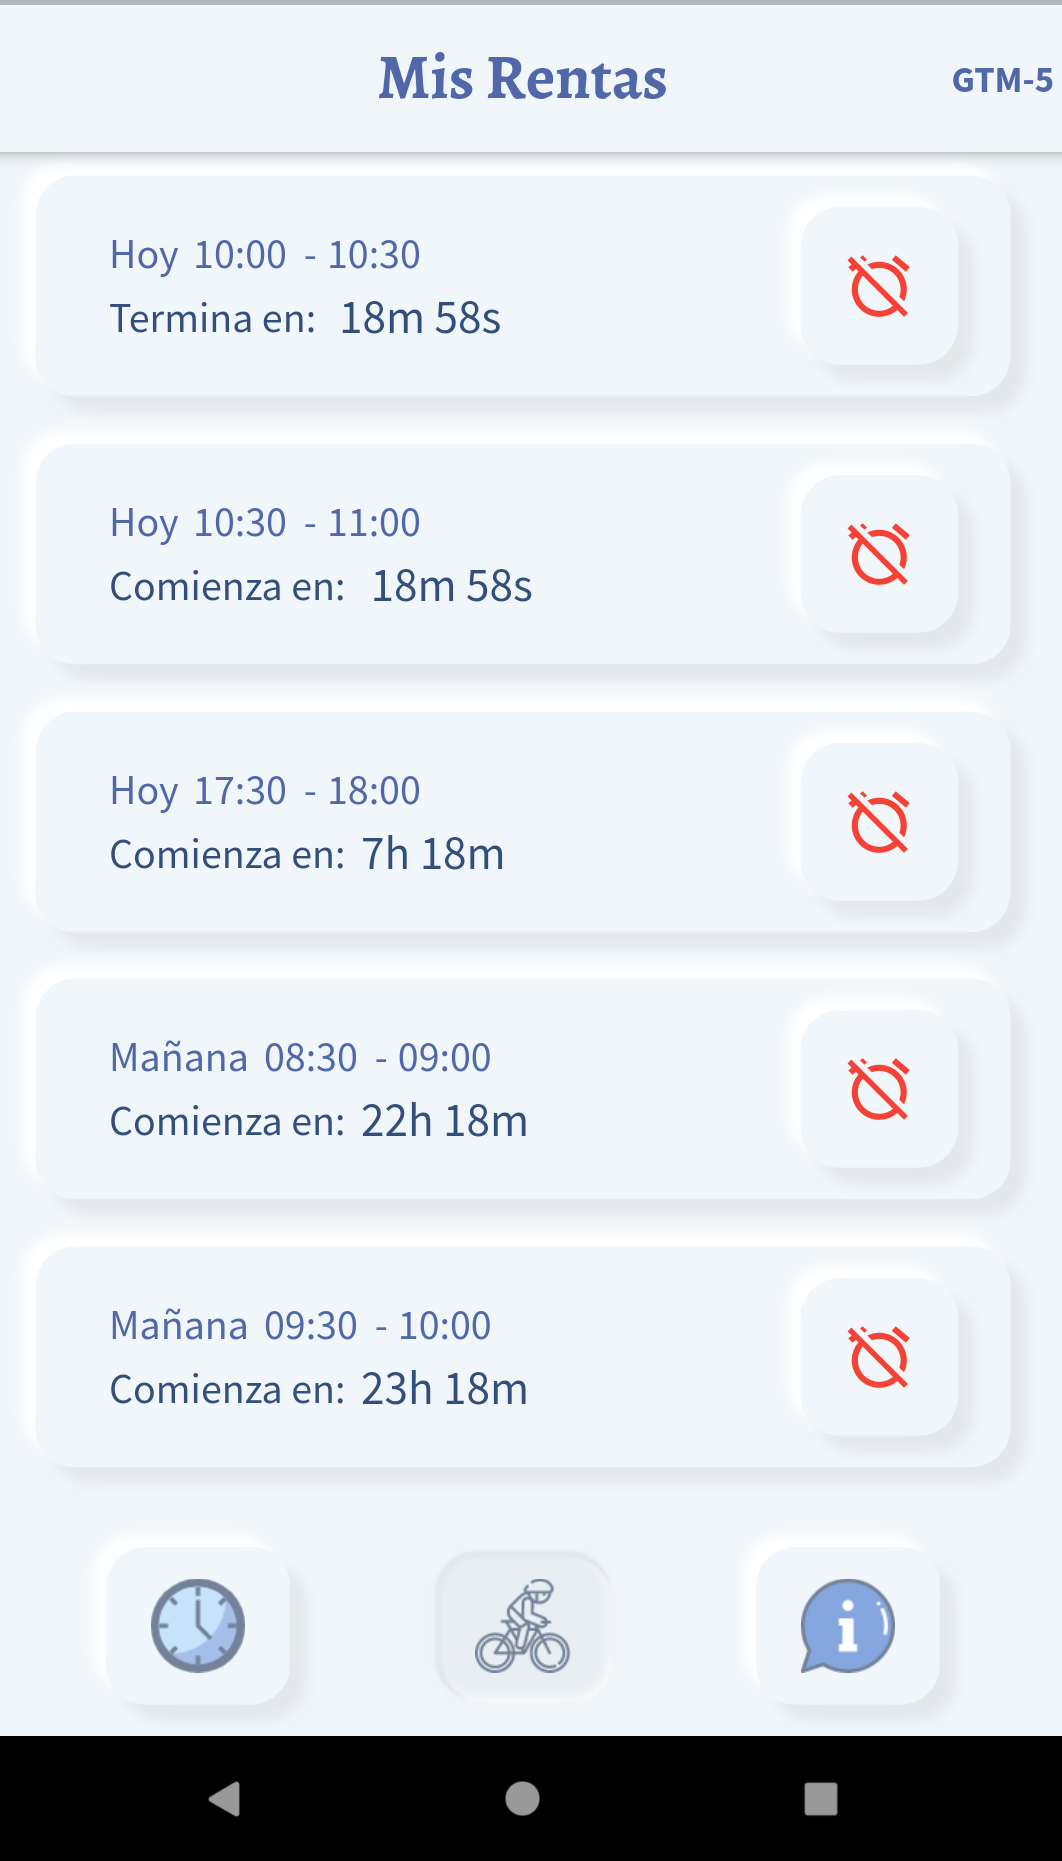 Mis Rentas
GTM-5
Hoy 10:00 - 10:30
Termina en: 18m 58s
Hoy 10:30 - 11:00
Comienza en: 18m 58s
Hoy 17:30 - 18:00
Comienza en: 7h 18m
Mañana 08:30 - 09:00
Comienza en: 22h 18m
Mañana 09:30 - 10:00
Comienza en: 23h 18m